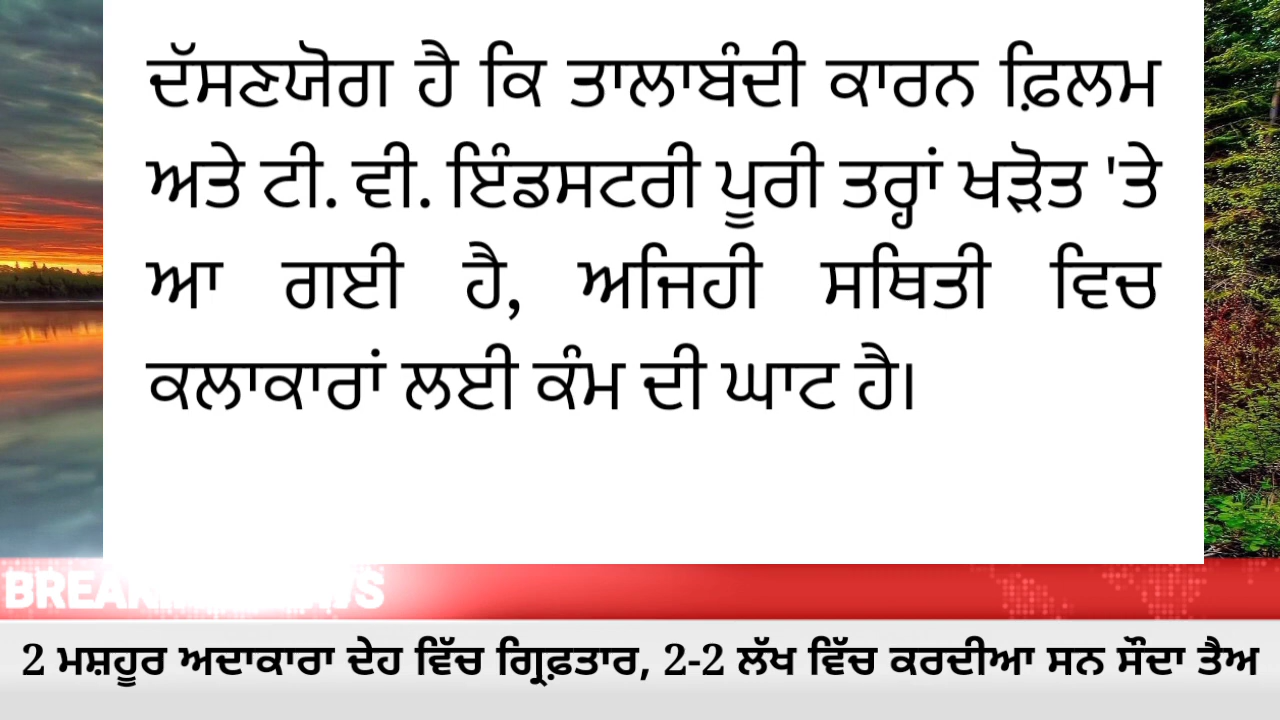 ਦੱਸਣਯੋਗ ਹੈ ਕਿ ਤਾਲਾਬੰਦੀ ਕਾਰਨ ਫ਼ਿਲਮ
ਅਤੇ ਟੀ. ਵੀ. ਇੰਡਸਟਰੀ ਪੂਰੀ ਤਰ੍ਹਾਂ ਖੜੋਤ 'ਤੇ
ਆ ਗਈ ਹੈ, ਅਜਿਹੀ ਸਥਿਤੀ ਵਿਚ
ਕਲਾਕਾਰਾਂ ਲਈ ਕੰਮ ਦੀ ਘਾਟ ਹੈ।
2 ਮਸ਼ਹੂਰ ਅਦਾਕਾਰਾ ਦੇਹ ਵਿੱਚ ਗ੍ਰਿਫ਼ਤਾਰ, 2-2 ਲੱਖ ਵਿੱਚ ਕਰਦੀਆ ਸਨ ਸੌਦਾ ਤੈਅ